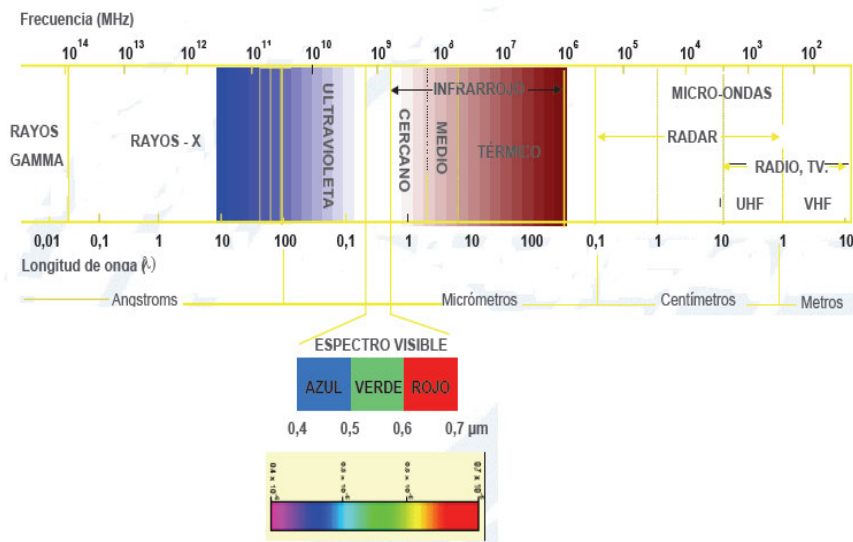 Frecuencia (MHz)
10¹⁴ 10¹³ 10¹² 10¹¹ 10¹⁰ 10⁹ 10⁸ 10⁷ 10⁶ 10⁵ 10⁴ 10³ 10²
RAYOS GAMMA
RAYOS - X
ULTRAVIOLETA
INFRARROJO
CERCANO
MEDIO
TÉRMICO
MICRO-ONDAS
RADAR
RADIO, TV.
UHF VHF
0,01 0,1 1 10 100 0,1 1 10 100 0,1 1 10 1 10
Longitud de onda (λ)
Angstroms Micrómetros Centímetros Metros
ESPECTRO VISIBLE
AZUL VERDE ROJO
0,4 0,5 0,6 0,7 µm